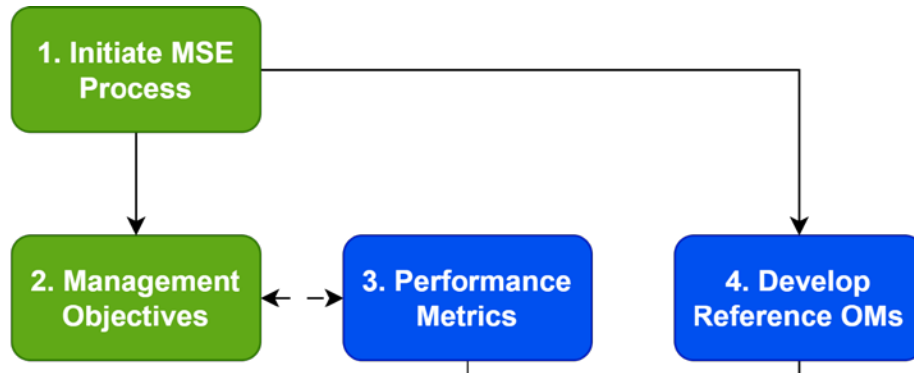 1. Initiate MSE
Process
2. Management
Objectives
3. Performance
Metrics
4. Develop
Reference OMs